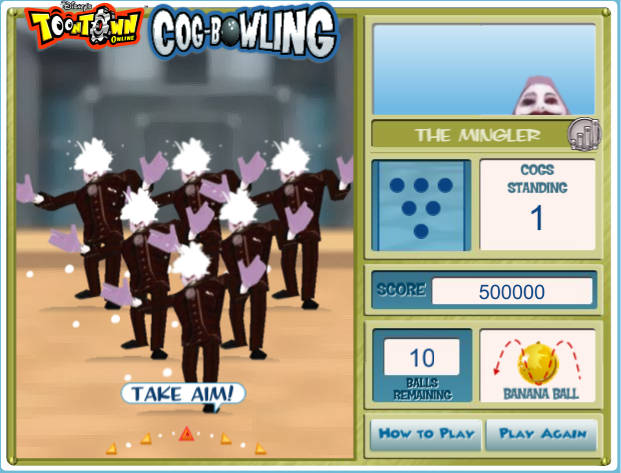 Disney's
TOONTOWN
ONLINE
COG-BOWLING
THE MINGLER
COGS
STANDING
1
SCORE 500000
10
BALLS
REMAINING
BANANA BALL
TAKE AIM!
HOW TO PLAY
PLAY AGAIN